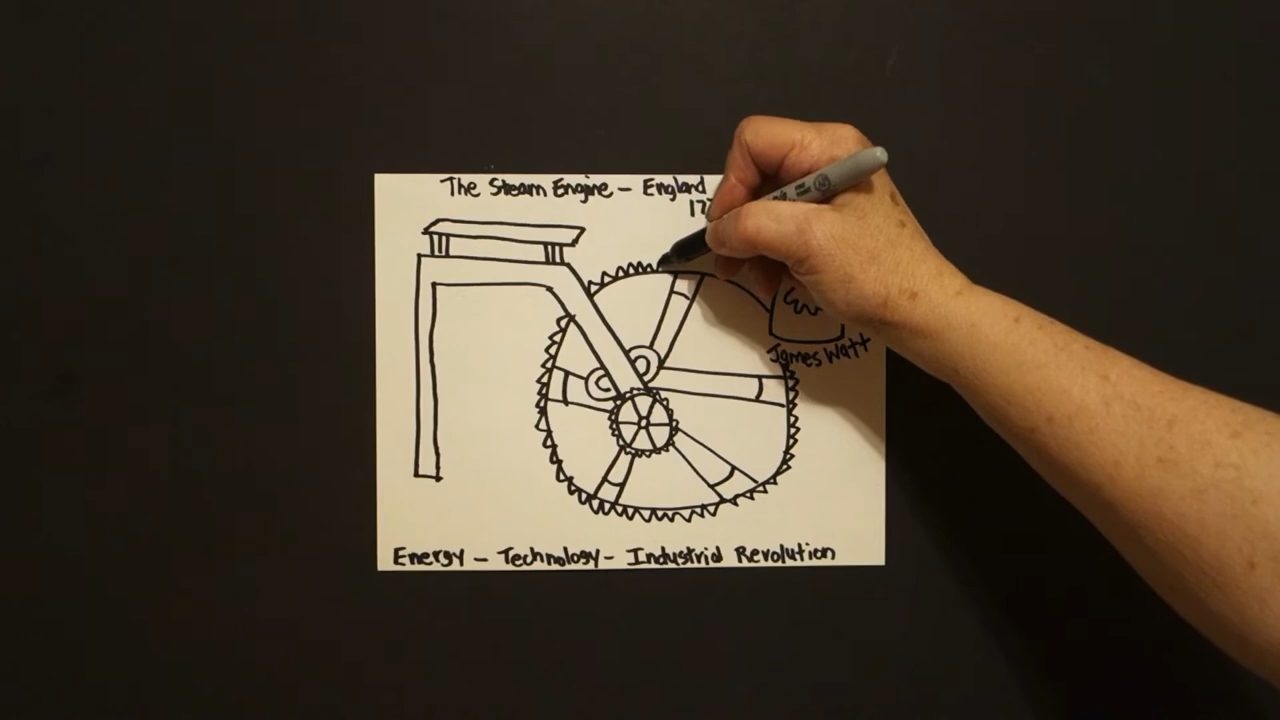 The Steam Engine - England
James Watt
Energy - Technology - Industrial Revolution